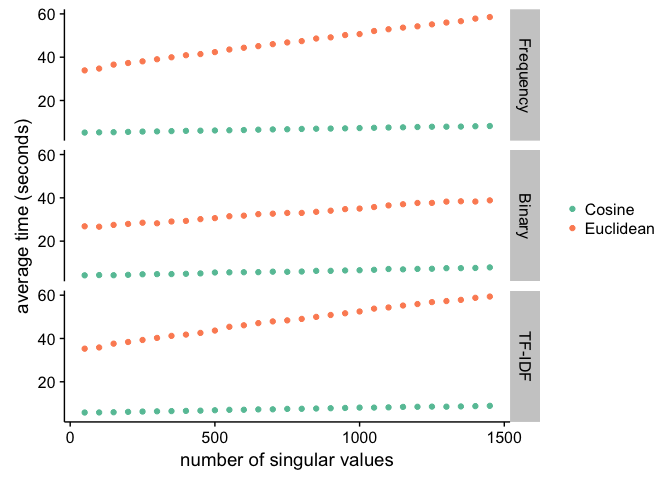 average time (seconds)
60
40
20
Frequency
60
40
20
Binary
60
40
20
TF-IDF
0
500
1000
1500
number of singular values
Cosine
Euclidean